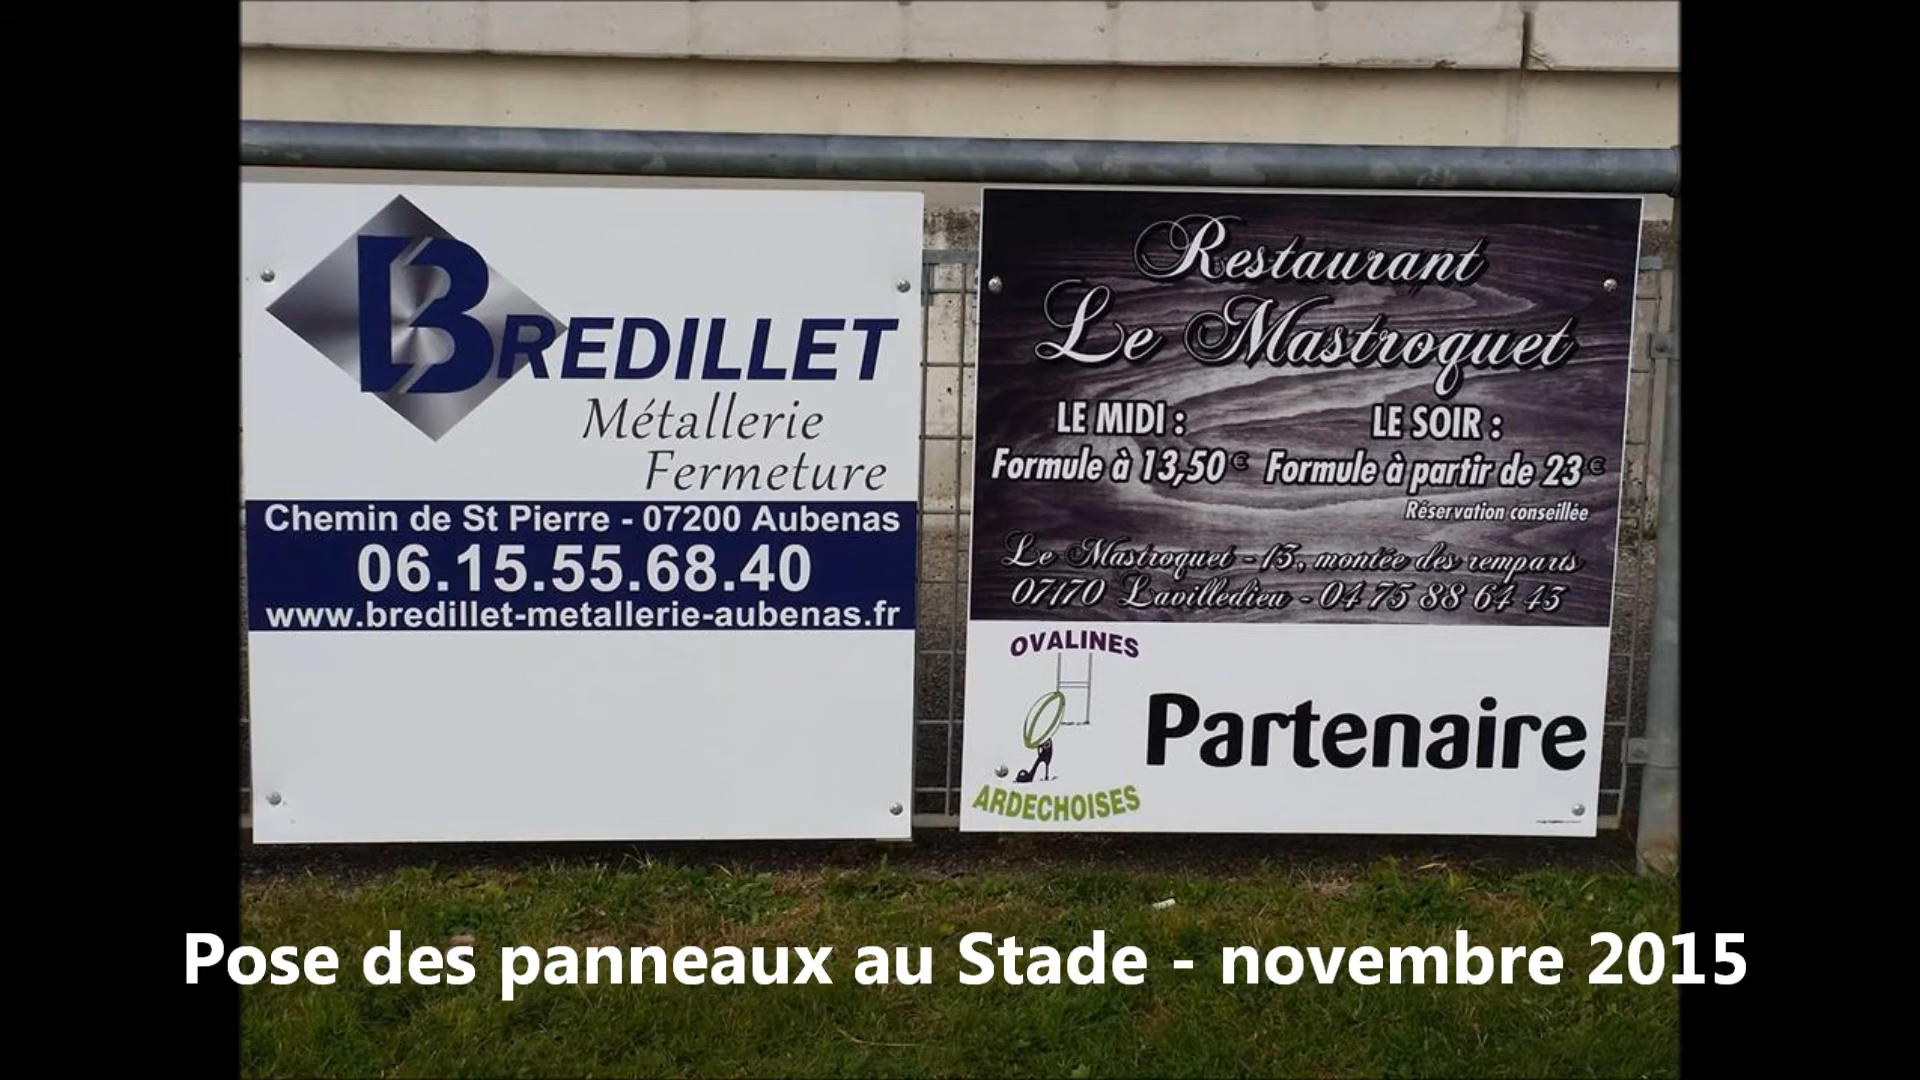 BREDILLET
Métallerie
Fermeture
Chemin de St Pierre - 07200 Aubenas
06.15.55.68.40
www.bredillet-metallerie-aubenas.fr
Restaurant
Le Mastroquet
LE MIDI :
Formule à 13,50 €
LE SOIR :
Formule à partir de 23 €
Réservation conseillée
Le Mastroquet - 13, montée des remparts
07170 Lavilledieu - 04 75 88 64 43
OVALINES
ARDECHOISES
Partenaire
Pose des panneaux au Stade - novembre 2015